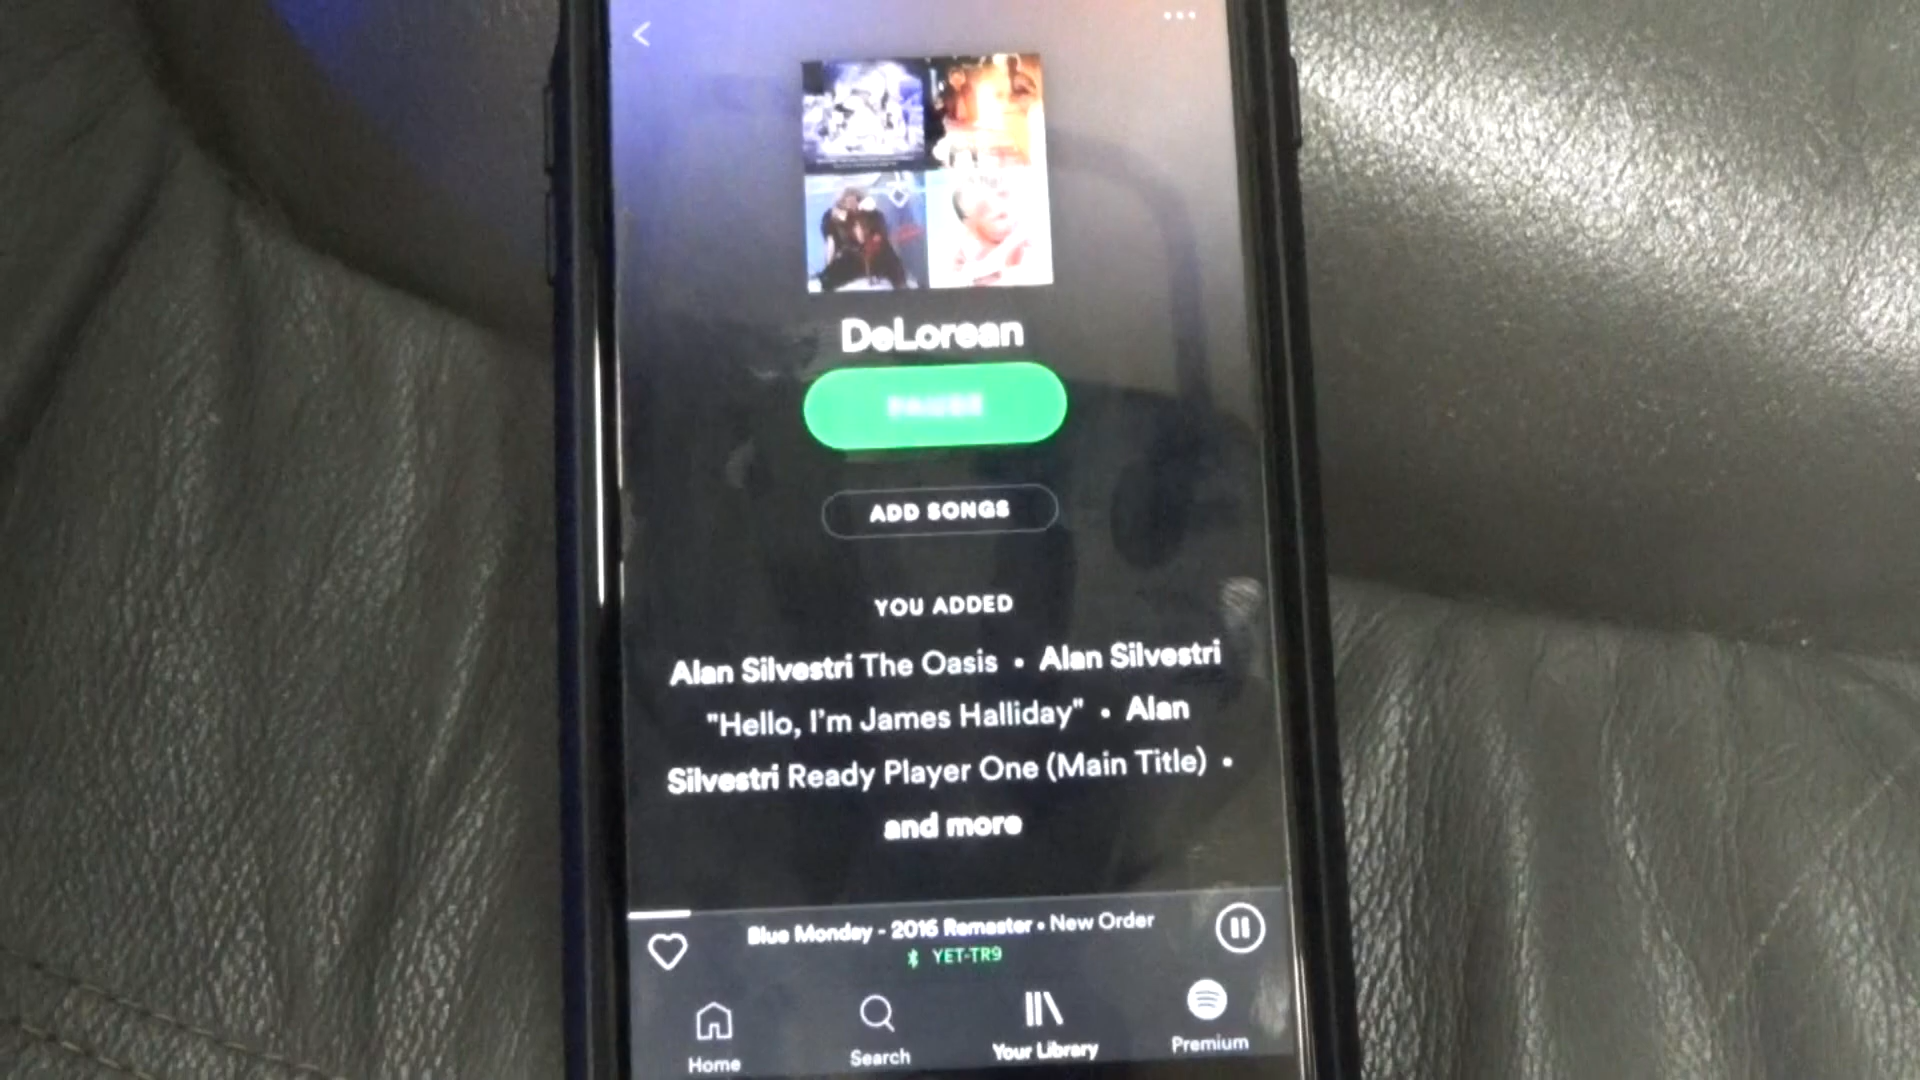 DeLorean
PAUSE
ADD SONGS
YOU ADDED
Alan Silvestri The Oasis • Alan Silvestri
"Hello, I'm James Halliday" • Alan
Silvestri Ready Player One (Main Title) •
and more
Blue Monday - 2016 Remaster • New Order
YET-TR9
Home
Search
Your Library
Premium